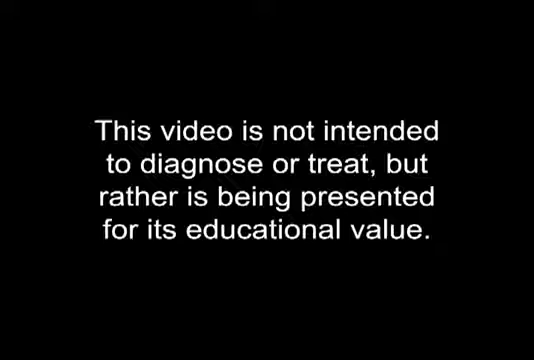 This video is not intended
to diagnose or treat, but
rather is being presented
for its educational value.